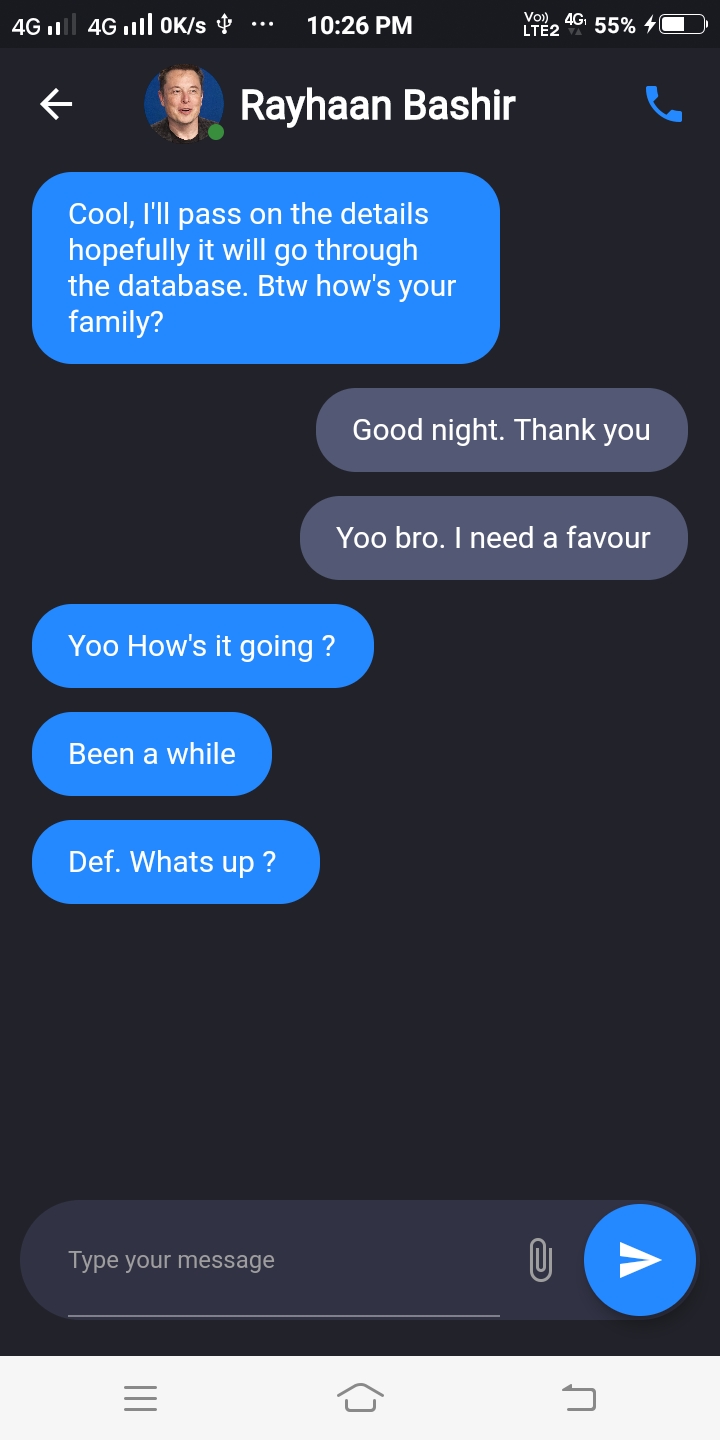 4G 4G 0K/s ... 10:26 PM Vo)) LTE2 4G 55%
Rayhaan Bashir
Cool, I'll pass on the details
hopefully it will go through
the database. Btw how's your
family?
Good night. Thank you
Yoo bro. I need a favour
Yoo How's it going ?
Been a while
Def. Whats up ?
Type your message